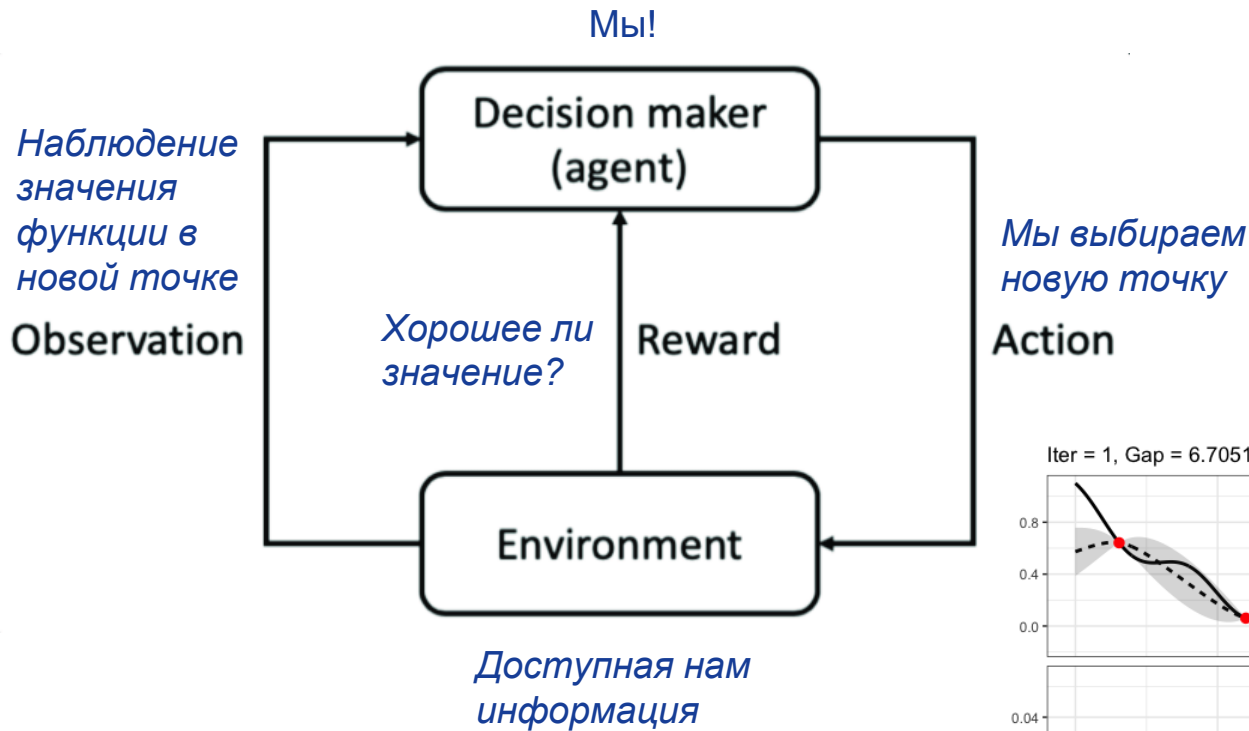 Мы!
Decision maker
(agent)
Наблюдение
значения
функции в
новой точке
Observation
Хорошее ли
значение?
Reward
Мы выбираем
новую точку
Action
Environment
Доступная нам
информация
Iter = 1, Gap = 6.7051
0.8
0.4
0.0
0.04